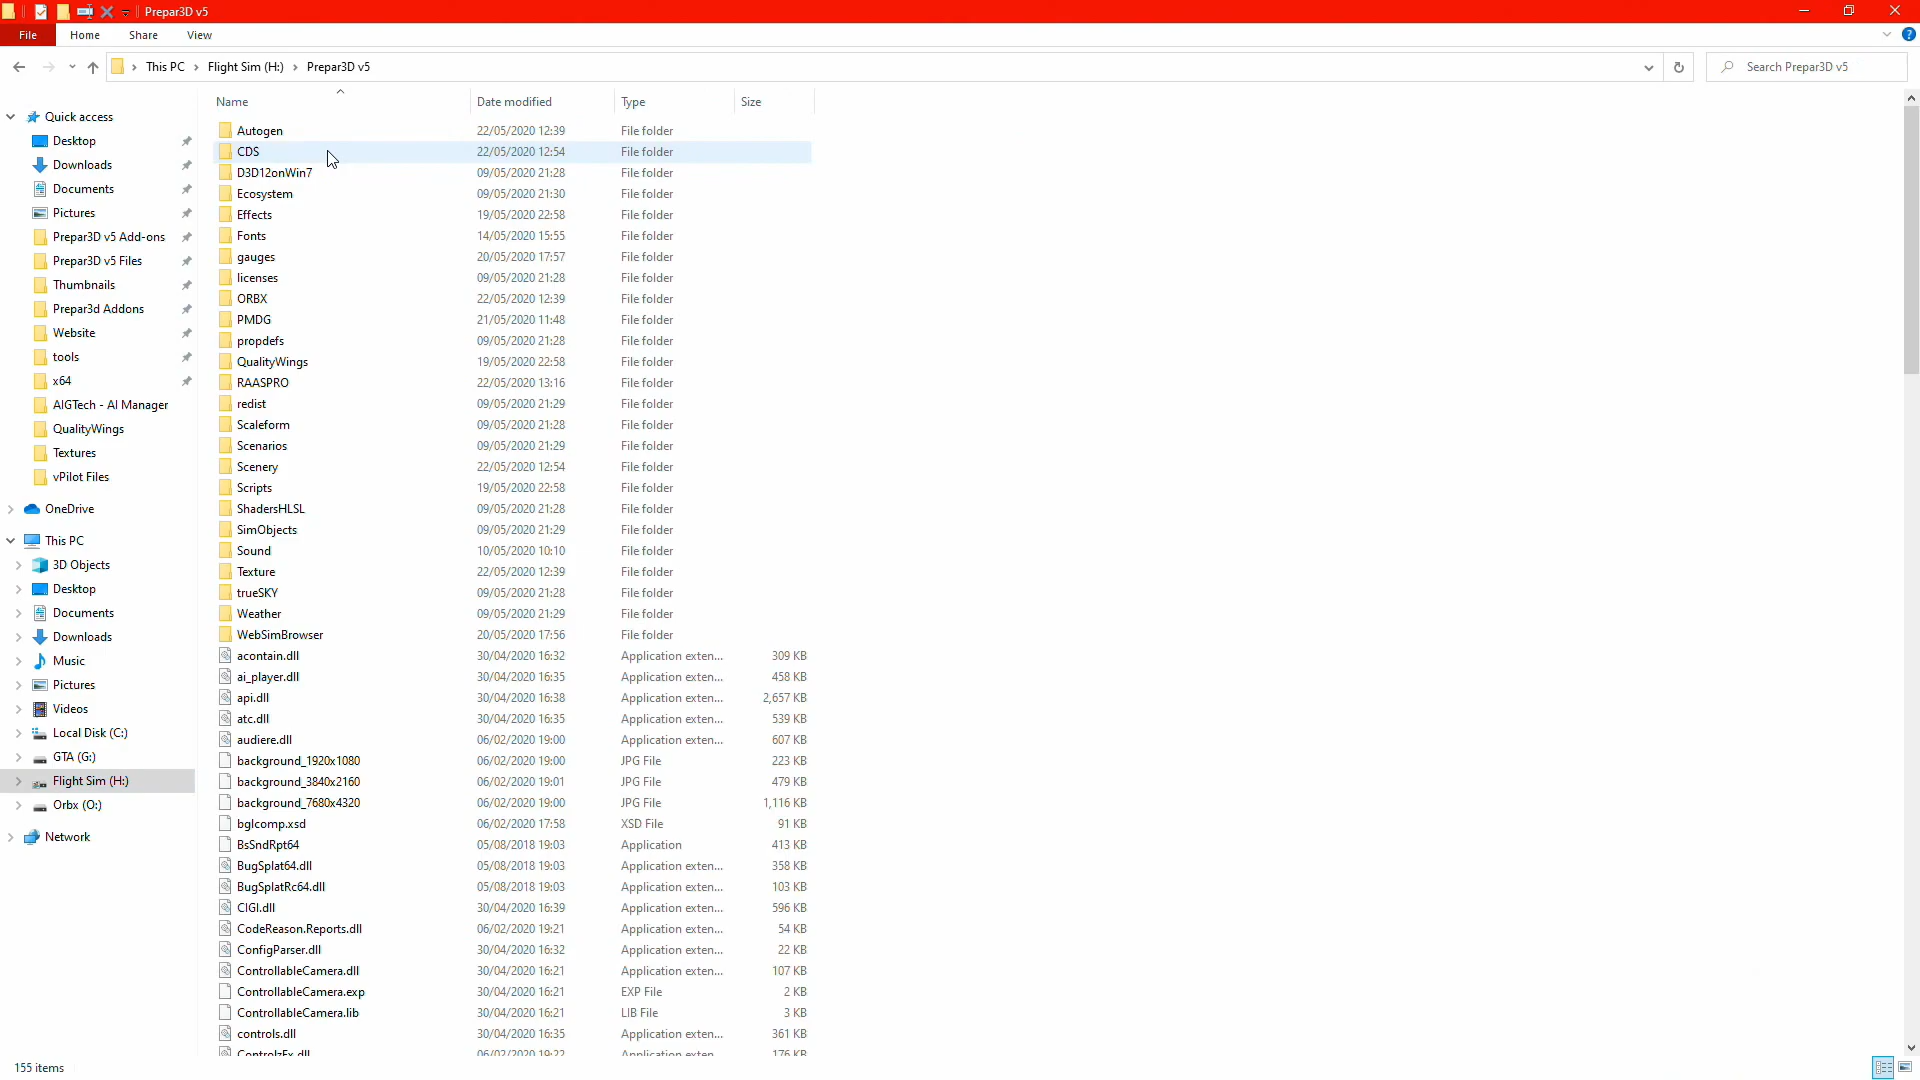 Prepar3D v5
File Home Share View
This PC Flight Sim (H:) Prepar3D v5
Search Prepar3D v5
Name Date modified Type Size
Quick access
Desktop
Downloads
Documents
Pictures
Prepar3D v5 Add-ons
Prepar3D v5 Files
Thumbnails
Prepar3d Addons
Website
tools
x64
AIGTech - AI Manager
QualityWings
Textures
vPilot Files
OneDrive
This PC
3D Objects
Desktop
Documents
Downloads
Music
Pictures
Videos
Local Disk (C:)
GTA (G:)
Flight Sim (H:)
Orbx (O:)
Network
Autogen 22/05/2020 12:39 File folder
CDS 22/05/2020 12:54 File folder
D3D12onWin7 09/05/2020 21:28 File folder
Ecosystem 09/05/2020 21:30 File folder
Effects 19/05/2020 22:58 File folder
Fonts 14/05/2020 15:55 File folder
gauges 20/05/2020 17:57 File folder
licenses 09/05/2020 21:28 File folder
ORBX 22/05/2020 12:39 File folder
PMDG 21/05/2020 11:48 File folder
propdefs 09/05/2020 21:28 File folder
QualityWings 19/05/2020 22:58 File folder
RAASPRO 22/05/2020 13:16 File folder
redist 09/05/2020 21:29 File folder
Scaleform 09/05/2020 21:28 File folder
Scenarios 09/05/2020 21:29 File folder
Scenery 22/05/2020 12:54 File folder
Scripts 19/05/2020 22:58 File folder
ShadersHLSL 09/05/2020 21:28 File folder
SimObjects 09/05/2020 21:29 File folder
Sound 10/05/2020 10:10 File folder
Texture 22/05/2020 12:39 File folder
trueSKY 09/05/2020 21:28 File folder
Weather 09/05/2020 21:29 File folder
WebSimBrowser 20/05/2020 17:56 File folder
acontain.dll 30/04/2020 16:32 Application exten... 309 KB
ai_player.dll 30/04/2020 16:35 Application exten... 458 KB
api.dll 30/04/2020 16:38 Application exten... 2,657 KB
atc.dll 30/04/2020 16:35 Application exten... 539 KB
audiere.dll 06/02/2020 19:00 Application exten... 607 KB
background_1920x1080 06/02/2020 19:00 JPG File 223 KB
background_3840x2160 06/02/2020 19:01 JPG File 479 KB
background_7680x4320 06/02/2020 19:00 JPG File 1,116 KB
bglcomp.xsd 06/02/2020 17:58 XSD File 91 KB
BsSndRpt64 05/08/2018 19:03 Application 413 KB
BugSplat64.dll 05/08/2018 19:03 Application exten... 358 KB
BugSplatRc64.dll 05/08/2018 19:03 Application exten... 103 KB
CIGI.dll 30/04/2020 16:39 Application exten... 596 KB
CodeReason.Reports.dll 06/02/2020 19:21 Application exten... 54 KB
ConfigParser.dll 30/04/2020 16:32 Application exten... 22 KB
ControllableCamera.dll 30/04/2020 16:21 Application exten... 107 KB
ControllableCamera.exp 30/04/2020 16:21 EXP File 2 KB
ControllableCamera.lib 30/04/2020 16:21 LIB File 3 KB
controls.dll 30/04/2020 16:35 Application exten... 361 KB
ControlzEx.dll 06/02/2020 19:22 Application exten... 176 KB
155 items